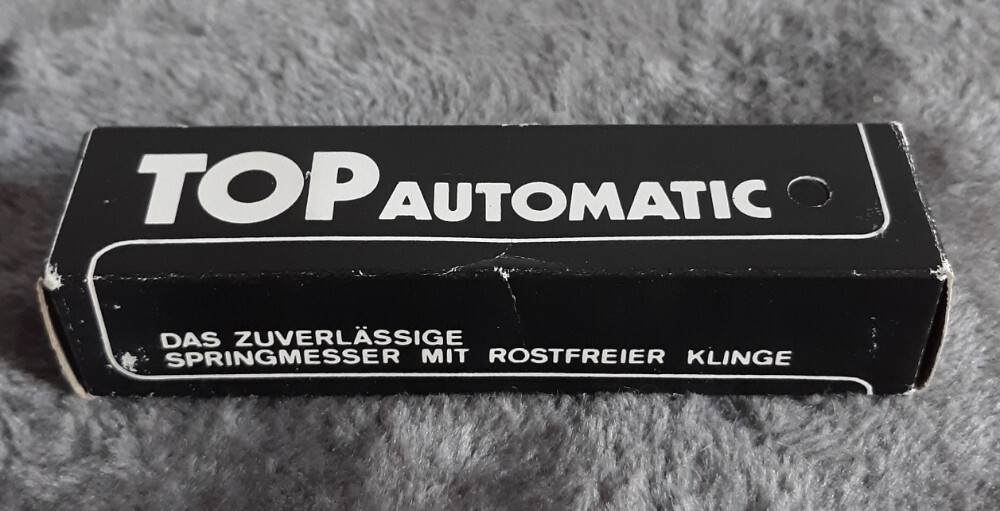 TOP AUTOMATIC
DAS ZUVERLÄSSIGE
SPRINGMESSER MIT ROSTFREIER KLINGE